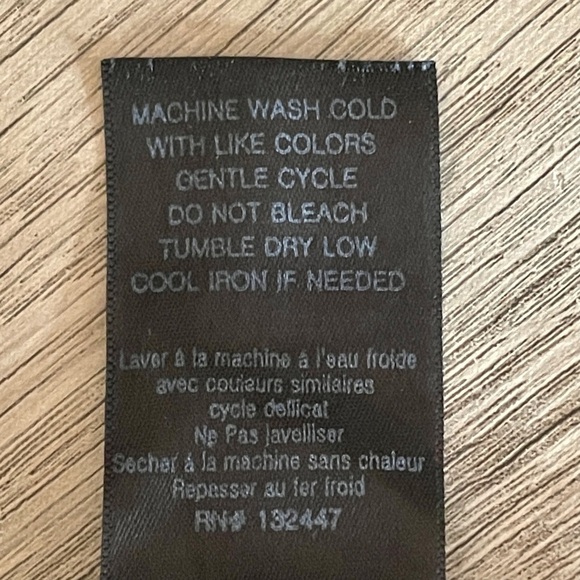 MACHINE WASH COLD
WITH LIKE COLORS
GENTLE CYCLE
DO NOT BLEACH
TUMBLE DRY LOW
COOL IRON IF NEEDED
Laver à la machine à l'eau froide
avec couleurs similaires
cycle deflicat
Ne Pas javelliser
Secher à la machine sans chaleur
Repasser au fer froid
RN# 132447